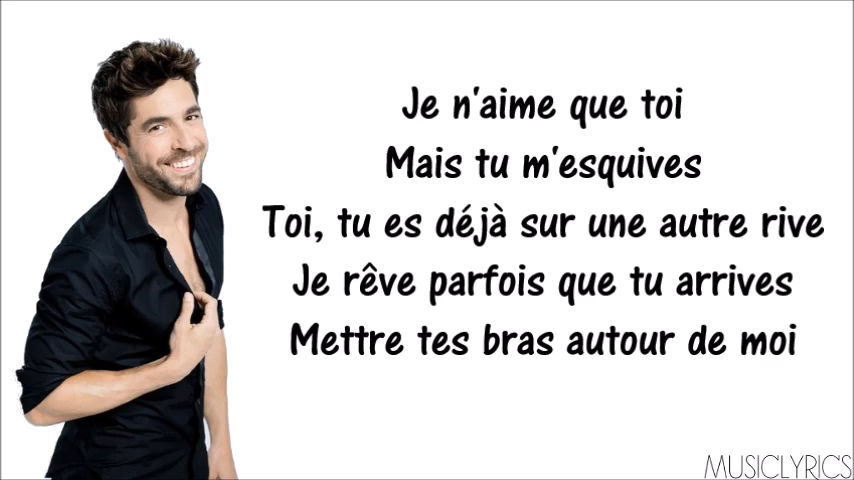 Je n'aime que toi
Mais tu m'esquives
Toi, tu es déjà sur une autre rive
Je rêve parfois que tu arrives
Mettre tes bras autour de moi
MUSICLYRICS